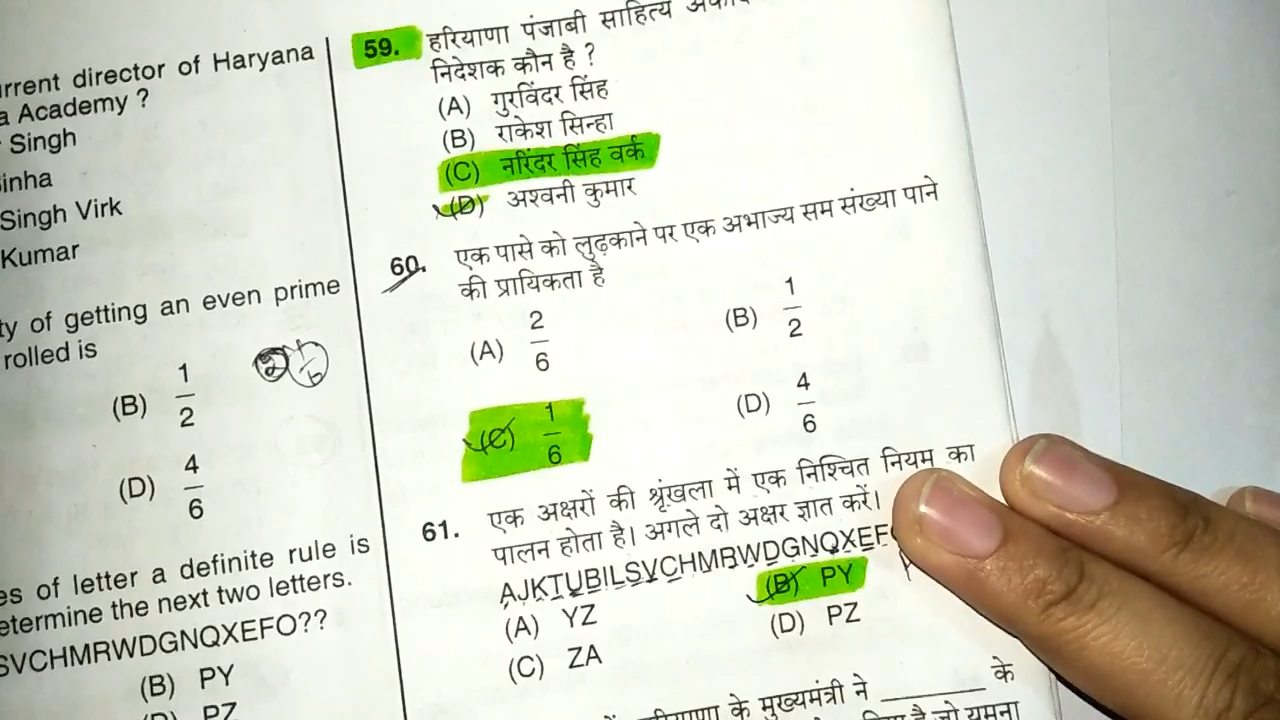 rrent director of Haryana
a Academy ?
Singh
inha
Singh Virk
Kumar
ty of getting an even prime
rolled is
(B) 1/2
(D) 4/6
es of letter a definite rule is
etermine the next two letters.
SVCHMRWDGNQXEFO??
(B) PY
(D) PZ
59. हरियाणा पंजाबी साहित्य
निदेशक कौन है ?
(A) गुरविंदर सिंह
(B) राकेश सिन्हा
(C) नरिंदर सिंह वर्क
(D) अश्वनी कुमार
60. एक पासे को लुढ़काने पर एक अभाज्य सम संख्या पाने
की प्रायिकता है
(A) 2/6 (B) 1/2
(C) 1/6 (D) 4/6
61. एक अक्षरों की श्रृंखला में एक निश्चित नियम का
पालन होता है। अगले दो अक्षर ज्ञात करें।
AJKTUBILSVCHMRWDGNQXEF
(A) YZ (B) PY
(C) ZA (D) PZ
के मुख्यमंत्री ने ________ के